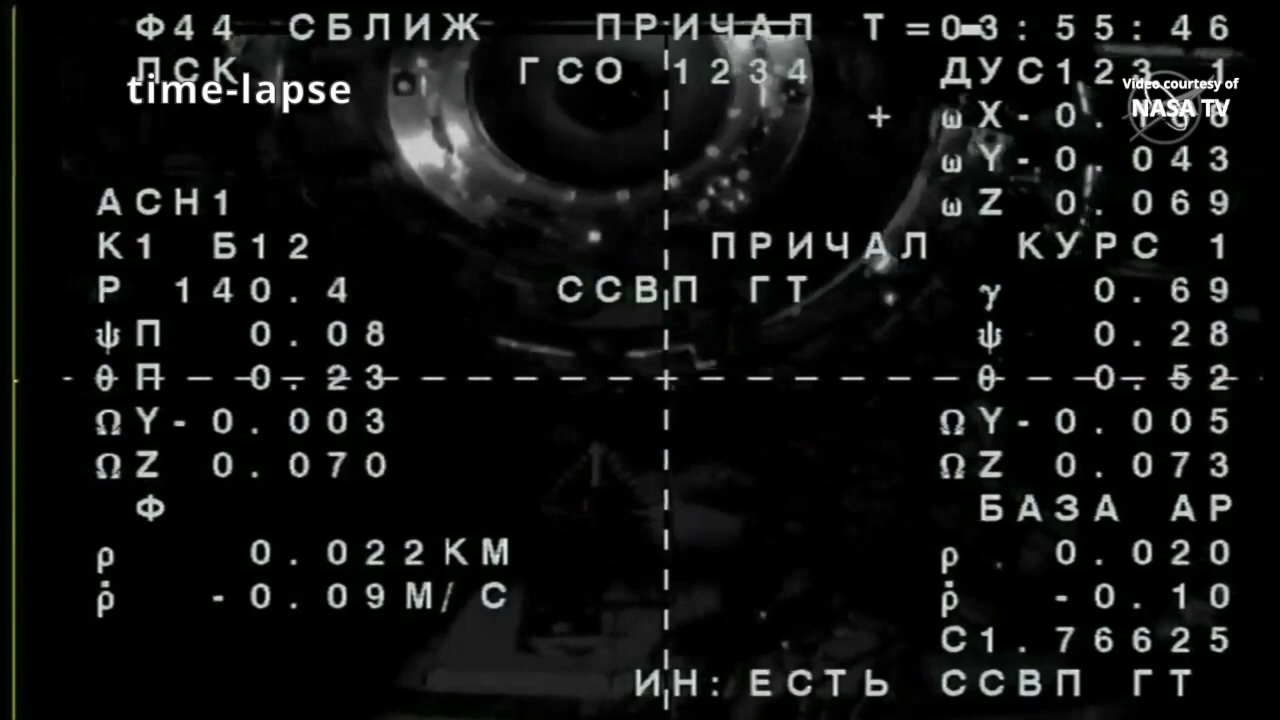 Ф44 СБЛИЖ ПРИЧАЛ Т=03:55:46
ПСК ГСО 1234 ДУС123 1
time-lapse
Video courtesy of
NASA TV
ωY-0.043
АСН1 ωZ 0.069
К1 Б12 ПРИЧАЛ КУРС 1
Р 140.4 ССВП ГТ γ 0.69
ψП 0.08 ψ 0.28
θП -0.23 θ -0.52
ΩY-0.003 ΩY-0.005
ΩZ 0.070 ΩZ 0.073
Ф БАЗА АР
ρ 0.022КМ ρ 0.020
ρ̇ -0.09М/С ρ̇ -0.10
С1.76625
ИН: ЕСТЬ ССВП ГТ